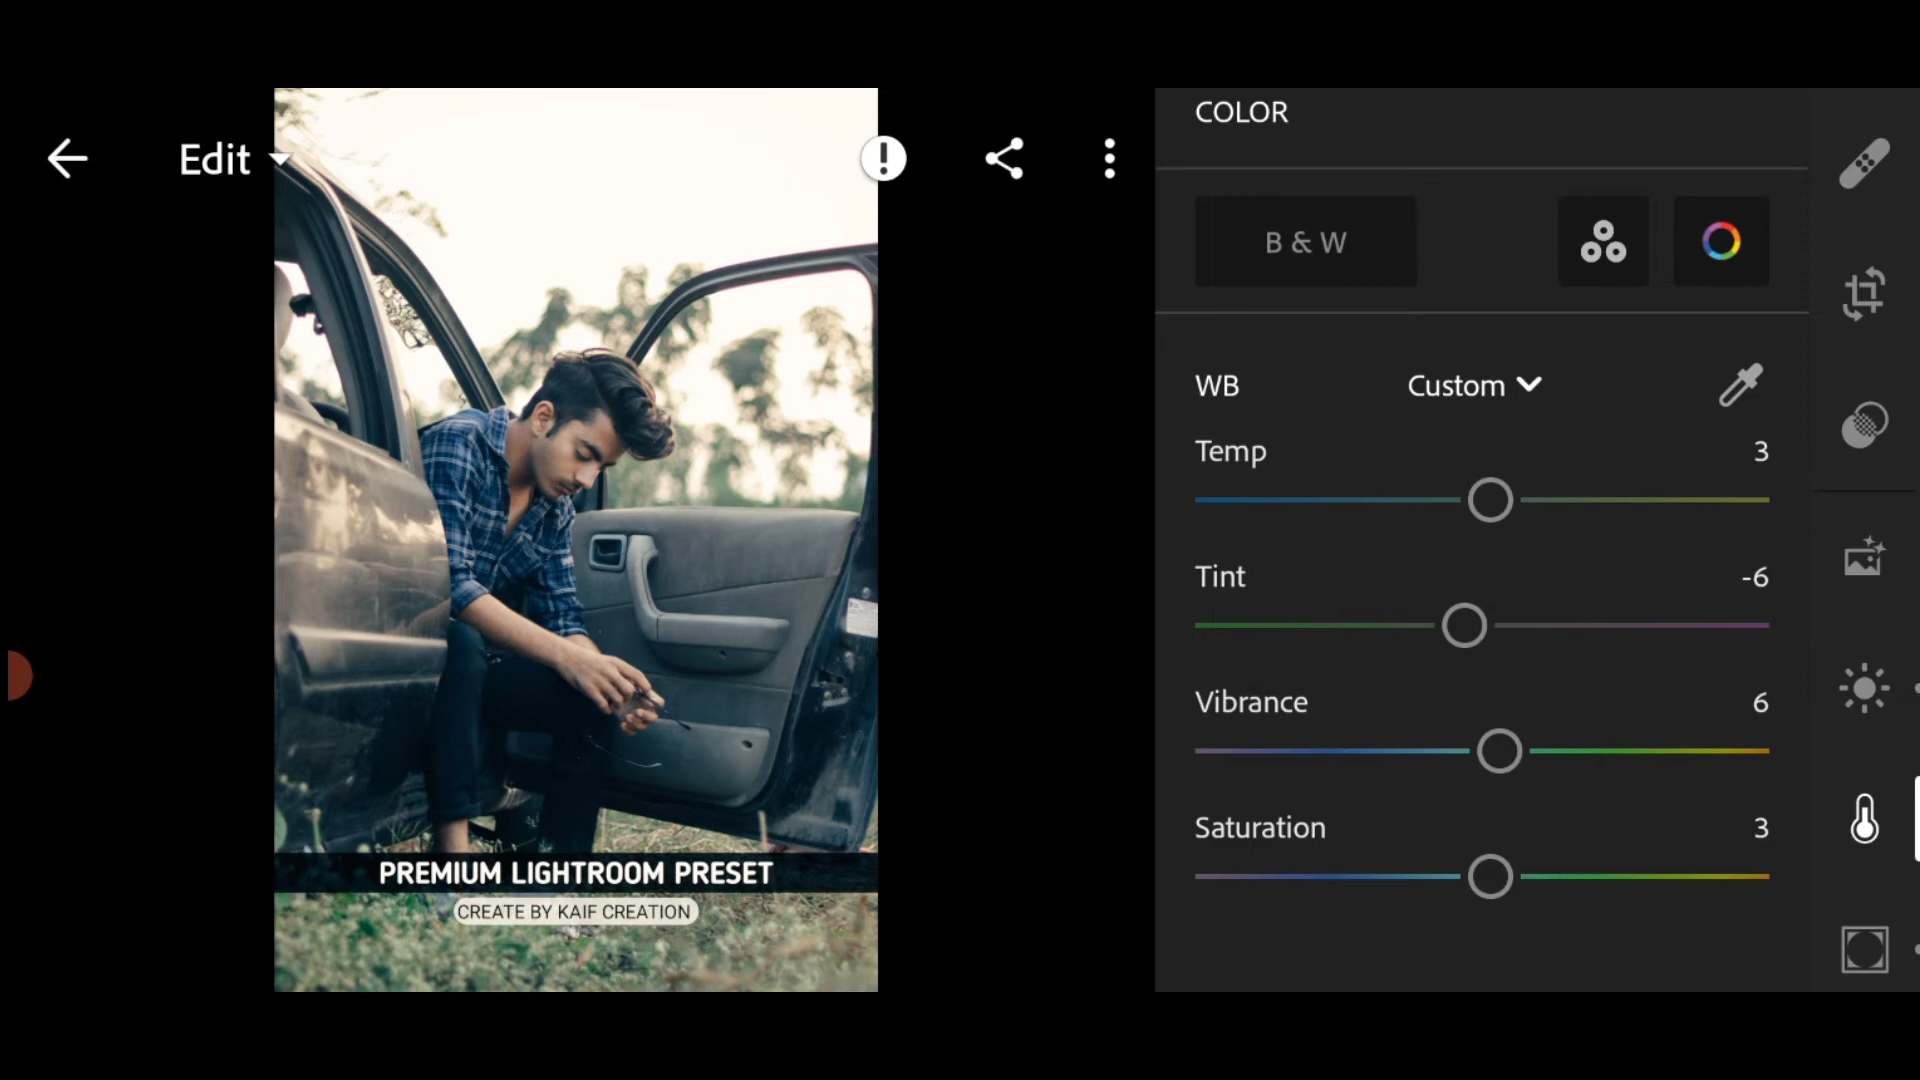 Edit
COLOR
B & W
WB Custom
Temp 3
Tint -6
Vibrance 6
Saturation 3
PREMIUM LIGHTROOM PRESET
CREATE BY KAIF CREATION